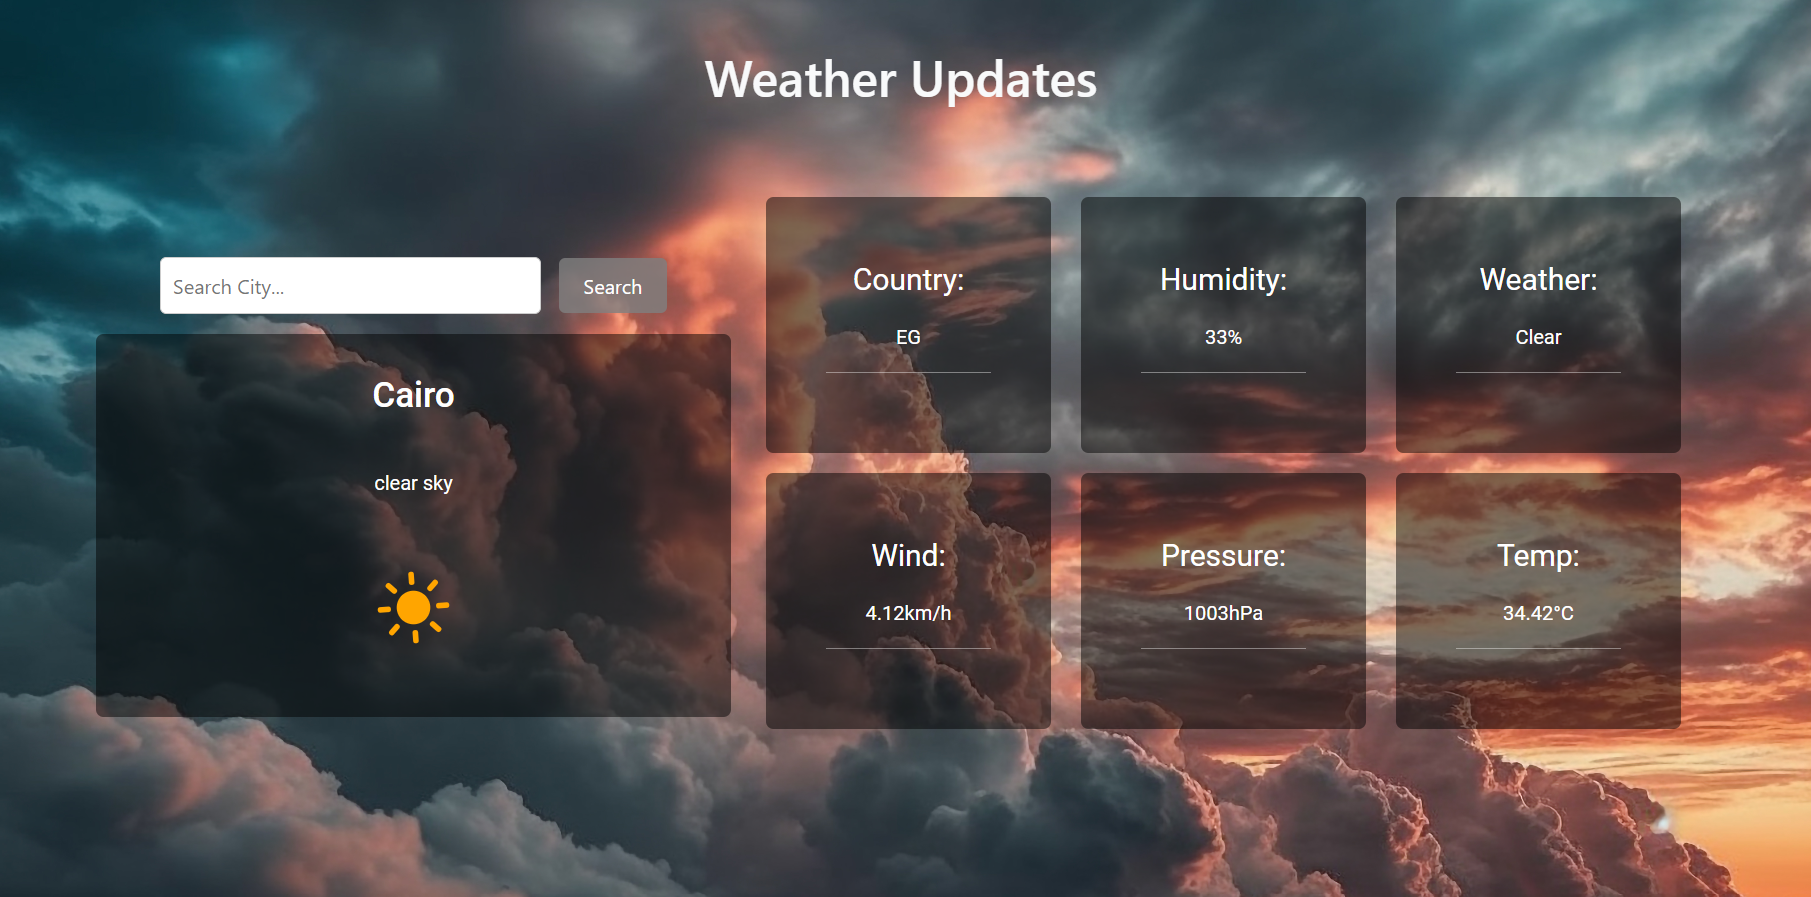 Weather Updates
Search City...
Search
Cairo
clear sky
Country:
EG
Humidity:
33%
Weather:
Clear
Wind:
4.12km/h
Pressure:
1003hPa
Temp:
34.42°C